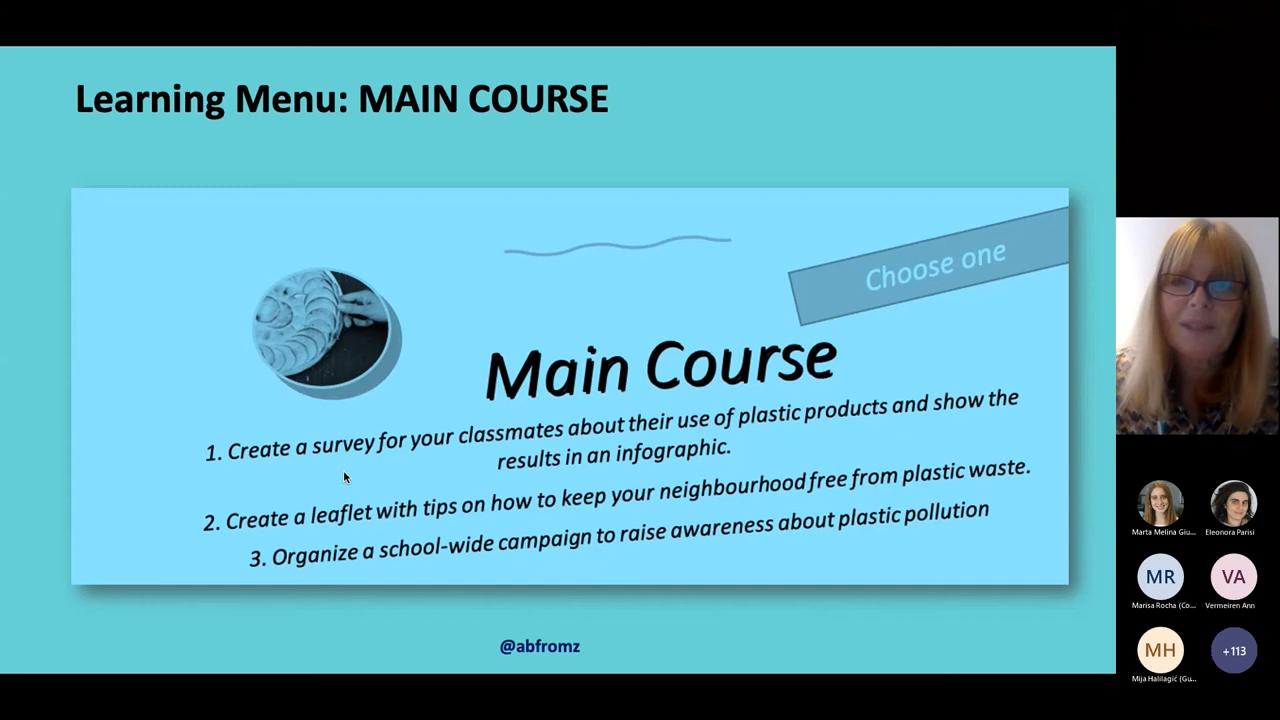 Learning Menu: MAIN COURSE
Choose one
Main Course
1. Create a survey for your classmates about their use of plastic products and show the
results in an infographic.
2. Create a leaflet with tips on how to keep your neighbourhood free from plastic waste.
3. Organize a school-wide campaign to raise awareness about plastic pollution
@abfromz
Marta Melina Giu...
Eleonora Parisi
MR
VA
Marisa Rocha (Co...
Vermeiren Ann
MH
+113
Mija Halilagić (Gu...